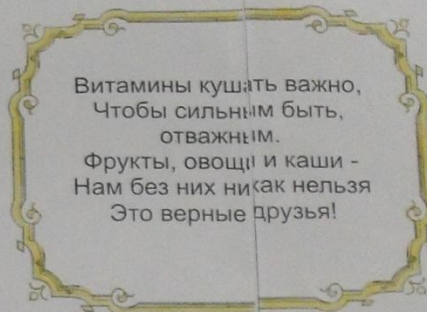 Витамины кушать важно,
Чтобы сильным быть,
отважным.
Фрукты, овощи и каши -
Нам без них никак нельзя
Это верные друзья!